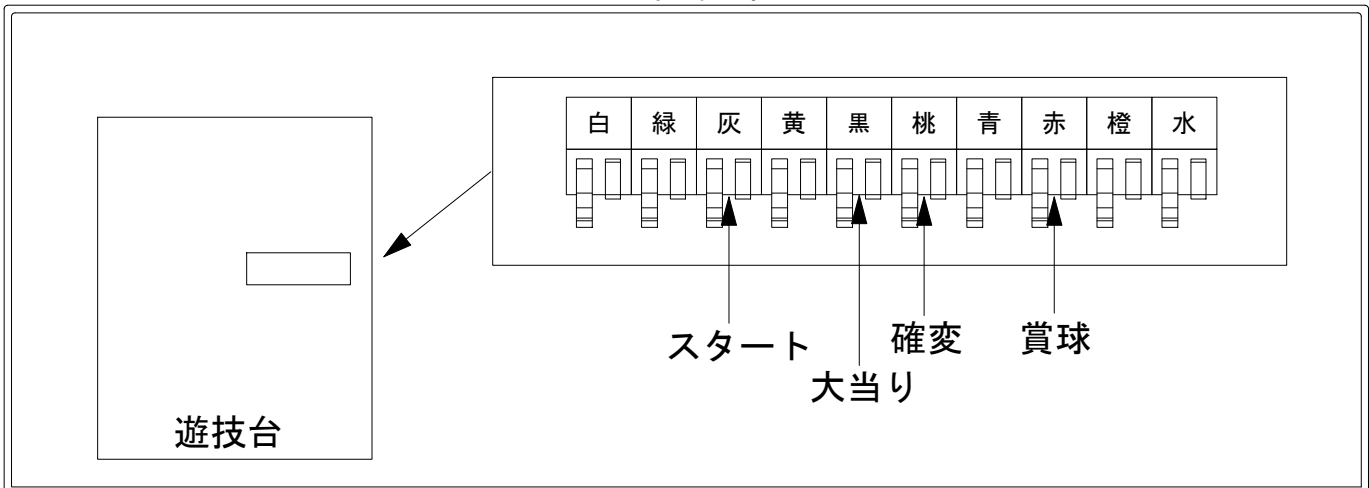 白 緑 灰 黄 黒 桃 青 赤 橙 水
スタート
確変
賞球
大当り
遊技台